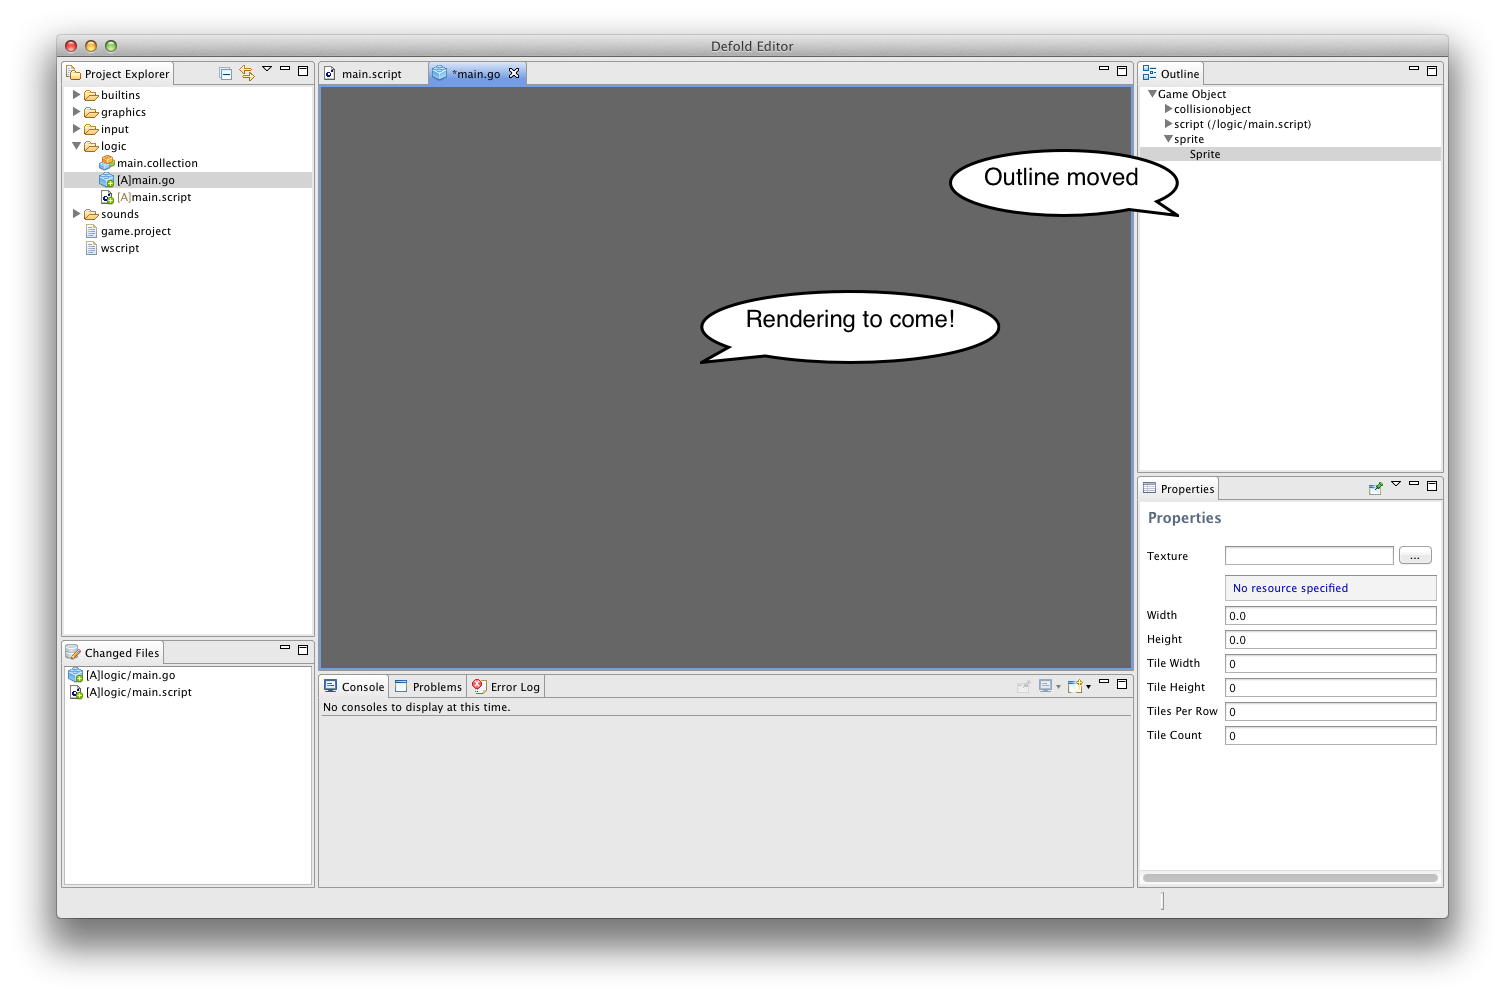 Defold Editor
Project Explorer
builtins
graphics
input
logic
main.collection
[A]main.go
[A]main.script
sounds
game.project
wscript
Changed Files
[A]logic/main.go
[A]logic/main.script
main.script
*main.go
Outline moved
Rendering to come!
Console
Problems
Error Log
No consoles to display at this time.
Outline
Game Object
collisionobject
script (/logic/main.script)
sprite
Sprite
Properties
Properties
Texture
...
No resource specified
Width 0.0
Height 0.0
Tile Width 0
Tile Height 0
Tiles Per Row 0
Tile Count 0